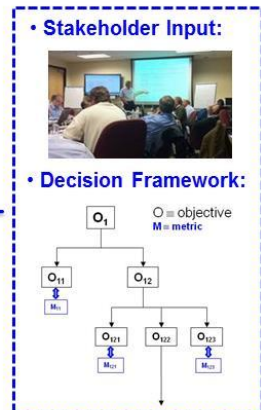 • Stakeholder Input:
• Decision Framework:
O1
O = objective
M = metric
O11
O12
M11
O121
O122
O123
M121
M123